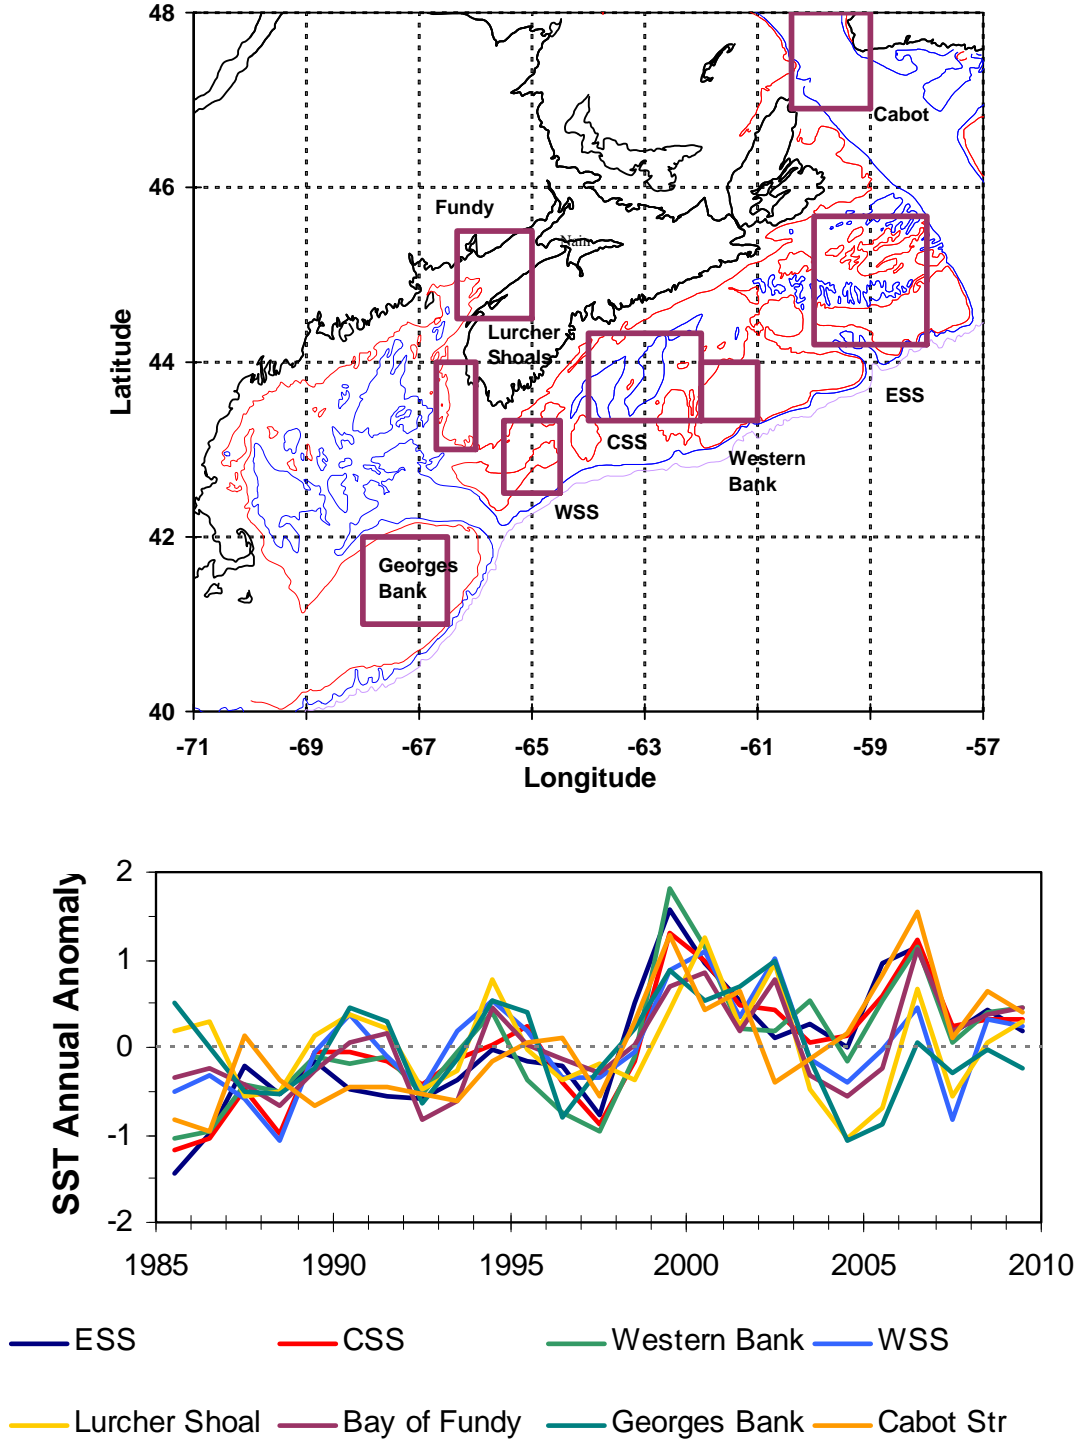 48
Cabot
46
Fundy
Nain
Lurcher
Shoals
44
ESS
CSS
Western
Bank
WSS
42
Georges
Bank
40
-71 -69 -67 -65 -63 -61 -59 -57
Latitude
Longitude
SST Annual Anomaly
2
1
0
-1
-2
1985 1990 1995 2000 2005 2010
ESS CSS Western Bank WSS
Lurcher Shoal Bay of Fundy Georges Bank Cabot Str